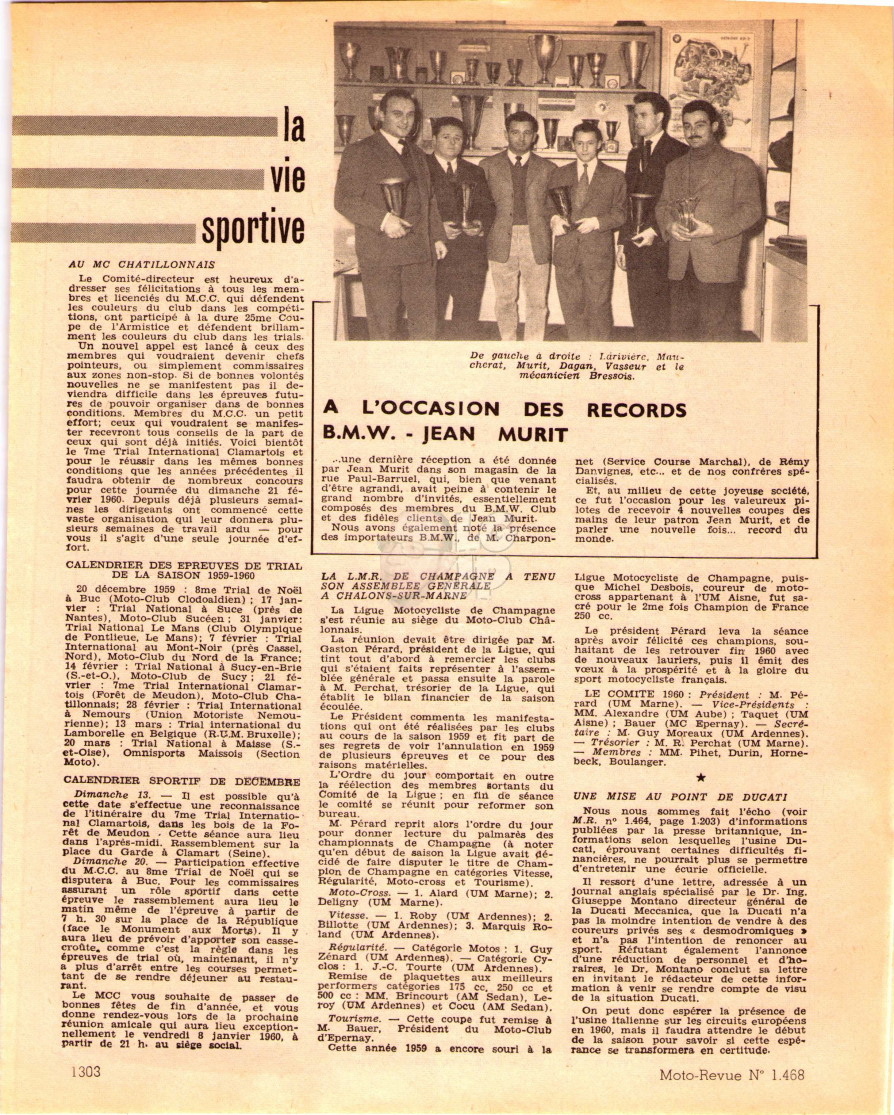 la
vie
sportive
AU MC CHATILLONNAIS
Le Comité-directeur est heureux d'a-
dresser ses félicitations à tous les mem-
bres et licenciés du M.C.C. qui défendent
les couleurs du club dans les compéti-
tions, ont participé à la dure 25me Cou-
pe de l'Armistice et défendent brillam-
ment les couleurs du club dans les trials.
Un nouvel appel est lancé à ceux des
membres qui voudraient devenir chefs
pointeurs, ou simplement commissaires
aux zones non-stop. Si de bonnes volontés
nouvelles ne se manifestent pas il de-
viendra difficile dans les épreuves futu-
res de pouvoir organiser dans de bonnes
conditions. Membres du M.C.C. un petit
effort; ceux qui voudraient se manifes-
ter recevront tous conseils de la part de
ceux qui sont déjà initiés. Voici bientôt
le 7me Trial International Clamartois et
pour le réussir dans les mêmes bonnes
conditions que les années précédentes il
faudra obtenir de nombreux concours
pour cette journée du dimanche 21 fé-
vrier 1960. Depuis déjà plusieurs semai-
nes les dirigeants ont commencé cette
vaste organisation qui leur donnera plu-
sieurs semaines de travail ardu — pour
vous il s'agit d'une seule journée d'ef-
fort.
CALENDRIER DES EPREUVES DE TRIAL
DE LA SAISON 1959-1960
20 décembre 1959 : 8me Trial de Noël
à Buc (Moto-Club Clodoaldien) ; 17 jan-
vier : Trial National à Suce (près de
Nantes), Moto-Club Sucéen ; 31 janvier:
Trial National Le Mans (Club Olympique
de Pontlieue, Le Mans) ; 7 février : Trial
International au Mont-Noir (près Cassel,
Nord), Moto-Club du Nord de la France;
14 février : Trial National à Sucy-en-Brie
(S.-et-O.), Moto-Club de Sucy ; 21 fé-
vrier : 7me Trial International Clamar-
tois (Forêt de Meudon), Moto-Club Cha-
tillonnais; 28 février : Trial International
à Nemours (Union Motoriste Nemou-
rienne); 13 mars : Trial International du
Lamborelle en Belgique (R.U.M. Bruxelle);
20 mars : Trial National à Maisse (S.-
et-Oise), Omnisports Maissois (Section
Moto).
CALENDRIER SPORTIF DE DECEMBRE
Dimanche 13. — Il est possible qu'à
cette date s'effectue une reconnaissance
de l'itinéraire du 7me Trial Internatio-
nal Clamartois, dans les bois de la Fo-
rêt de Meudon - Cette séance aura lieu
dans l'après-midi. Rassemblement sur la
place du Garde à Clamart (Seine).
Dimanche 20. — Participation effective
du M.C.C. au 8me Trial de Noël qui se
disputera à Buc. Pour les commissaires
assurant un rôle sportif dans cette
épreuve le rassemblement aura lieu le
matin même de l'épreuve à partir de
7 h. 30 sur la place de la République
(face le Monument aux Morts). Il y
aura lieu de prévoir d'apporter son casse-
croûte, comme c'est la règle dans les
épreuves de trial où, maintenant, il n'y
a plus d'arrêt entre les courses permet-
tant de se rendre déjeuner au restau-
rant.
Le MCC vous souhaite de passer de
bonnes fêtes de fin d'année, et vous
donne rendez-vous lors de la prochaine
réunion amicale qui aura lieu exception-
nellement le vendredi 8 janvier 1960, à
partir de 21 h. au siège social.
De gauche à droite : Larivière, Mau-
cherat, Murit, Dagan, Vasseur et le
mécanicien Bressois.
A L'OCCASION DES RECORDS
B.M.W. - JEAN MURIT
...une dernière réception a été donnée
par Jean Murit dans son magasin de la
rue Paul-Barruel, qui, bien que venant
d'être agrandi, avait peine à contenir le
grand nombre d'invités, essentiellement
composés des membres du B.M.W. Club
et des fidèles clients de Jean Murit.
Nous avons également noté la présence
des importateurs B.M.W., de M. Charpon-
net (Service Course Marchal), de Rémy
Danvignes, etc... et de nos confrères spé-
cialisés.
Et, au milieu de cette joyeuse société,
ce fut l'occasion pour les valeureux pi-
lotes de recevoir 4 nouvelles coupes des
mains de leur patron Jean Murit, et de
parler une nouvelle fois... record du
monde.
LA L.M.R. DE CHAMPAGNE A TENU
SON ASSEMBLEE GENERALE
A CHALONS-SUR-MARNE
La Ligue Motocycliste de Champagne
s'est réunie au siège du Moto-Club Châ-
lonnais.
La réunion devait être dirigée par M.
Gaston Pérard, président de la Ligue, qui
tint tout d'abord à remercier les clubs
qui s'étaient faits représenter à l'assem-
blée générale et passa ensuite la parole
à M. Perchat, trésorier de la Ligue, qui
établit le bilan financier de la saison
écoulée.
Le Président commenta les manifesta-
tions qui ont été réalisées par les clubs
au cours de la saison 1959 et fit part de
ses regrets de voir l'annulation en 1959
de plusieurs épreuves et ce pour des
raisons matérielles.
L'Ordre du jour comportait en outre
la réélection des membres sortants du
Comité de la Ligue ; en fin de séance
le comité se réunit pour reformer son
bureau.
M. Pérard reprit alors l'ordre du jour
pour donner lecture du palmarès des
championnats de Champagne (à noter
qu'en début de saison la Ligue avait dé-
cidé de faire disputer le titre de Cham-
pion de Champagne en catégories Vitesse,
Régularité, Moto-cross et Tourisme).
Moto-Cross. — 1. Alard (UM Marne); 2.
Deligny (UM Marne).
Vitesse. — 1. Roby (UM Ardennes); 2.
Billotte (UM Ardennes); 3. Marquis Ro-
land (UM Ardennes).
Régularité. — Catégorie Motos : 1. Guy
Zénard (UM Ardennes). — Catégorie Cy-
clos : 1. J.-C. Tourte (UM Ardennes).
Remise de plaquettes aux meilleurs
performers catégories 175 cc, 250 cc et
500 cc : MM. Brincourt (AM Sedan), Le-
roy (UM Ardennes) et Cocu (AM Sedan).
Tourisme. — Cette coupe fut remise à
M. Bauer, Président du Moto-Club
d'Epernay.
Cette année 1959 a encore souri à la
Ligue Motocycliste de Champagne, puis-
que Michel Desbois, coureur de moto-
cross appartenant à l'UM Aisne, fut sa-
cré pour le 2me fois Champion de France
250 cc.
Le président Pérard leva la séance
après avoir félicité ces champions, sou-
haitant de les retrouver fin 1960 avec
de nouveaux lauriers, puis il émit des
vœux à la prospérité et à la gloire du
sport motocycliste français.
LE COMITE 1960 : Président : M. Pé-
rard (UM Marne). — Vice-Présidents :
MM. Alexandre (UM Aube) ; Taquet (UM
Aisne) ; Bauer (MC Epernay). — Secré-
taire : M. Guy Moreaux (UM Ardennes).
— Trésorier : M. R. Perchat (UM Marne).
— Membres : MM. Pihet, Durin, Horne-
beck, Boulanger.
★
UNE MISE AU POINT DE DUCATI
Nous nous sommes fait l'écho (voir
M.R. n° 1.464, page 1.203) d'informations
publiées par la presse britannique, in-
formations selon lesquelles l'usine Du-
cati, éprouvant certaines difficultés fi-
nancières, ne pourrait plus se permettre
d'entretenir une écurie officielle.
Il ressort d'une lettre, adressée à un
journal anglais spécialisé par le Dr. Ing.
Giuseppe Montano directeur général de
la Ducati Meccanica, que la Ducati n'a
pas la moindre intention de vendre à des
coureurs privés ses « desmodromiques »
et n'a pas l'intention de renoncer au
sport. Réfutant également l'annonce
d'une réduction de personnel et d'ho-
raires, le Dr. Montano conclut sa lettre
en invitant le rédacteur de cette infor-
mation à venir se rendre compte de visu
de la situation Ducati.
On peut donc espérer la présence de
l'usine italienne sur les circuits européens
en 1960, mais il faudra attendre le début
de la saison pour savoir si cette espé-
rance se transformera en certitude.
1303
Moto-Revue N° 1.468